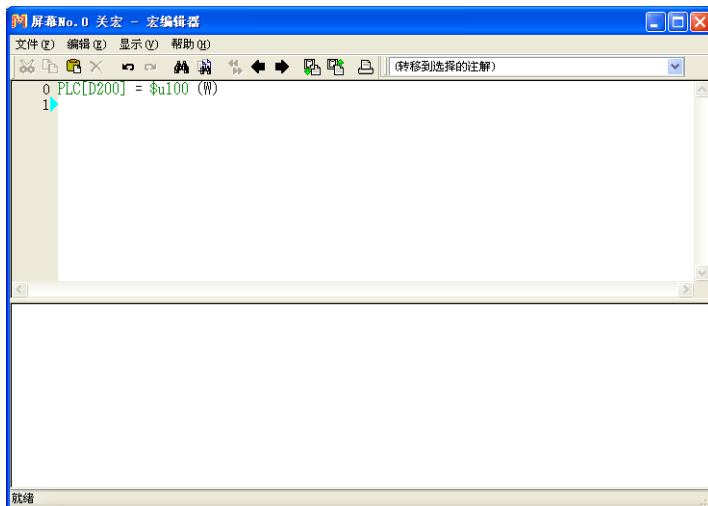 屏幕No.0 关宏 - 宏编辑器
文件(F) 编辑(E) 显示(V) 帮助(H)
(转移到选择的注解)
0 PLC[D200] = $u100 (W)
1
就绪